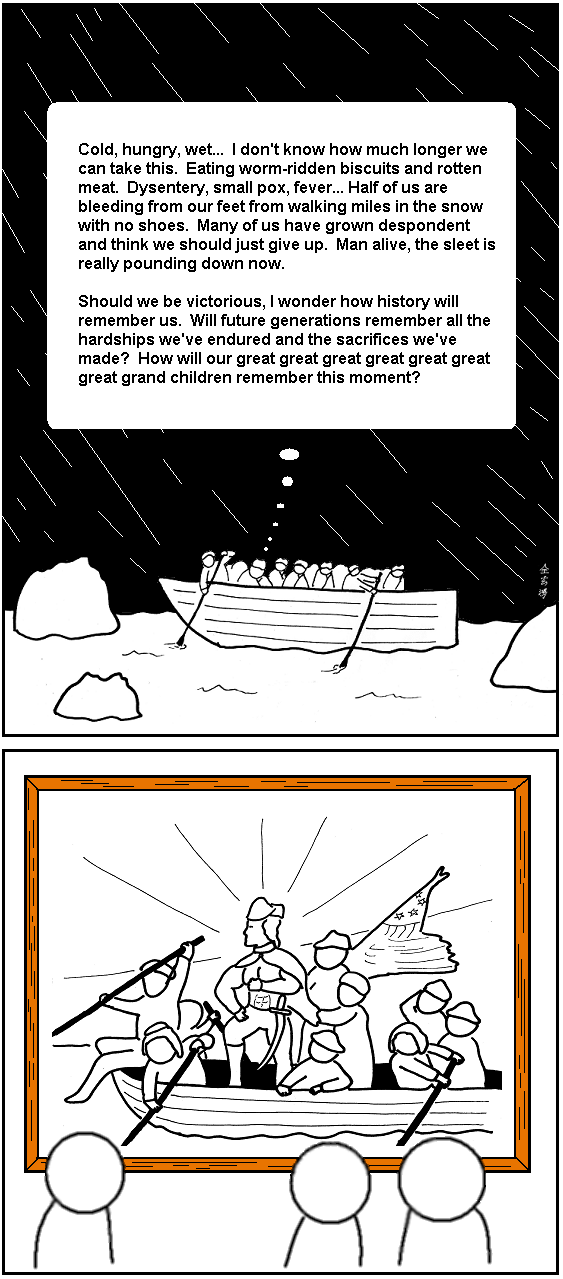 Cold, hungry, wet...  I don't know how much longer we
can take this.  Eating worm-ridden biscuits and rotten
meat.  Dysentery, small pox, fever... Half of us are
bleeding from our feet from walking miles in the snow
with no shoes.  Many of us have grown despondent
and think we should just give up.  Man alive, the sleet is
really pounding down now.
Should we be victorious, I wonder how history will
remember us.  Will future generations remember all the
hardships we've endured and the sacrifices we've
made?  How will our great great great great great great
great grand children remember this moment?